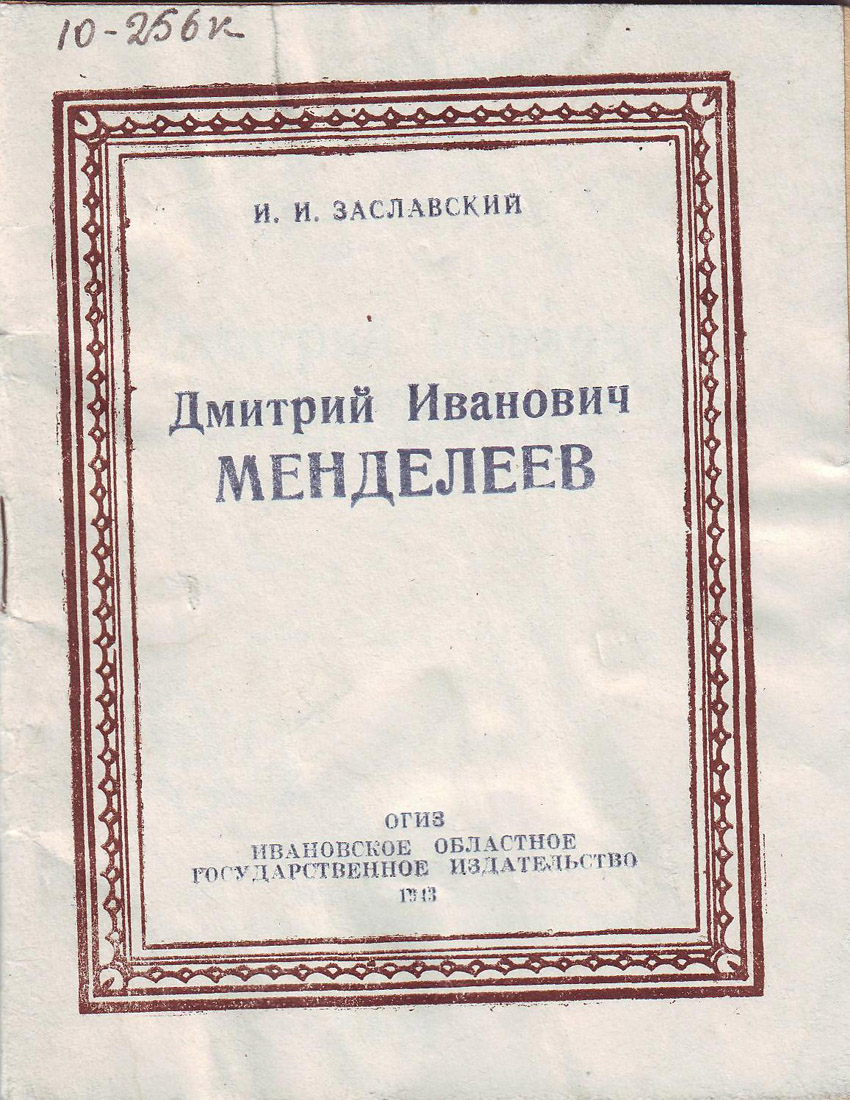 10-256к
И. И. ЗАСЛАВСКИЙ
Дмитрий Иванович
МЕНДЕЛЕЕВ
ОГИЗ
ИВАНОВСКОЕ ОБЛАСТНОЕ
ГОСУДАРСТВЕННОЕ ИЗДАТЕЛЬСТВО
1943